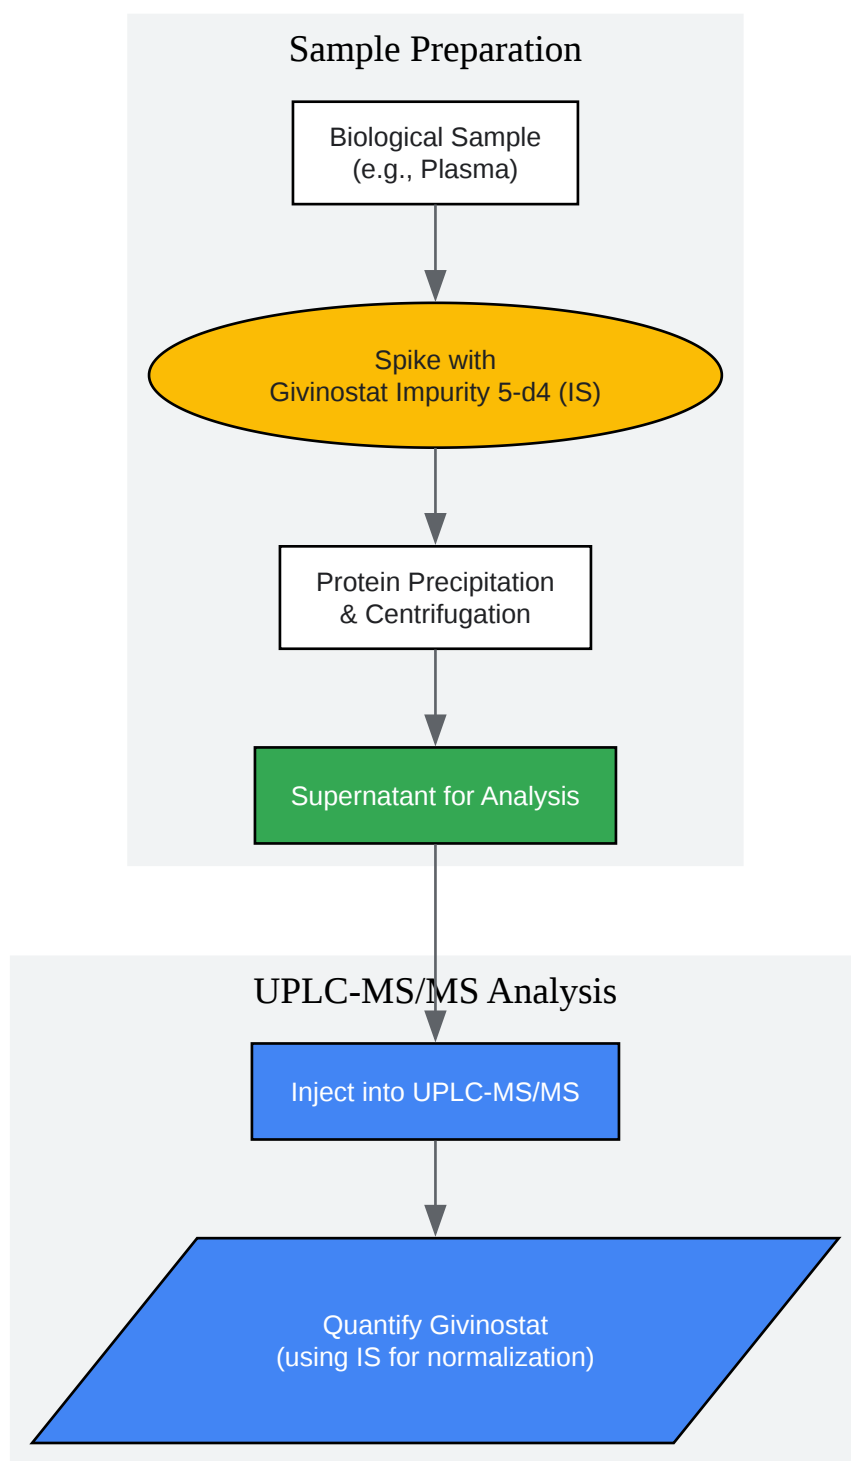 Sample Preparation
Biological Sample
(e.g., Plasma)
Spike with
Givinostat Impurity 5-d4 (IS)
Protein Precipitation
& Centrifugation
Supernatant for Analysis
UPLC-MS/MS Analysis
Inject into UPLC-MS/MS
Quantify Givinostat
(using IS for normalization)